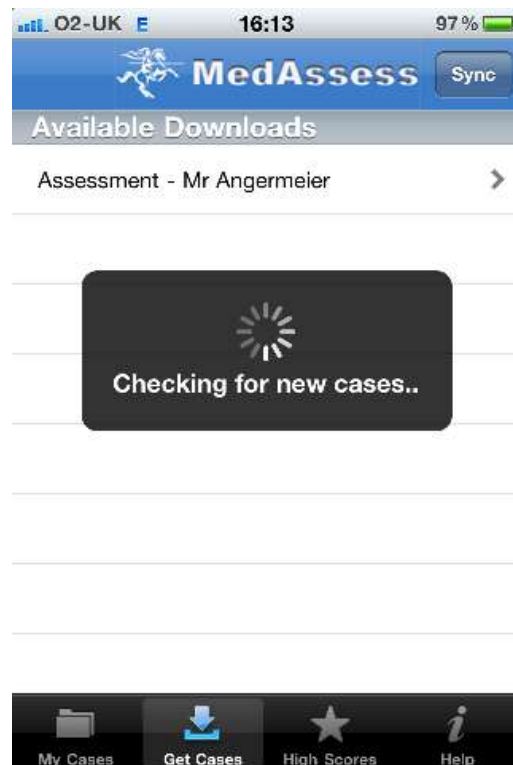 O2-UK E 16:13 97%
MedAssess Sync
Available Downloads
Assessment - Mr Angermeier
Checking for new cases..
My Cases Get Cases High Scores Help